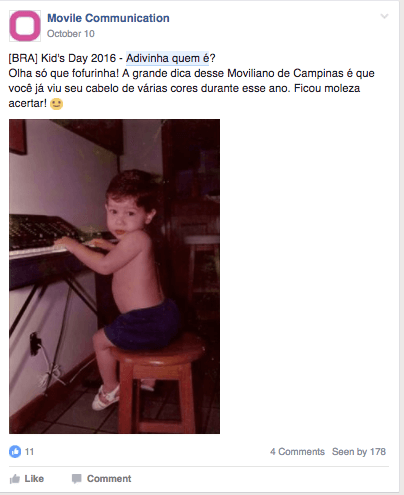 Movile Communication
October 10
[BRA] Kid's Day 2016 - Adivinha quem é?
Olha só que fofurinha! A grande dica desse Moviliano de Campinas é que
você já viu seu cabelo de várias cores durante esse ano. Ficou moleza
acertar! 😉
11
4 Comments Seen by 178
Like Comment